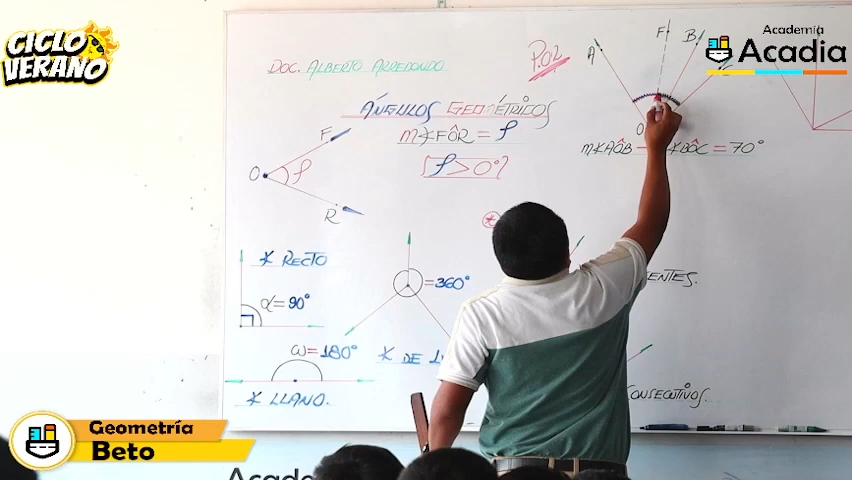 CICLO
VERANO
Academia
Acadia
DOC. ALBERTO ARREDONDO
P.02
A
F
B
O
ÁNGULOS GEOMÉTRICOS
m∢FÔR = ρ
ρ > 0°
m∢AÔB - ∢BÔC = 70°
F
O
ρ
R
∢ RECTO
α = 90°
= 360°
ω = 180°
∢ DE
∢ LLANO.
CONSECUTIVOS.
Geometría
Beto